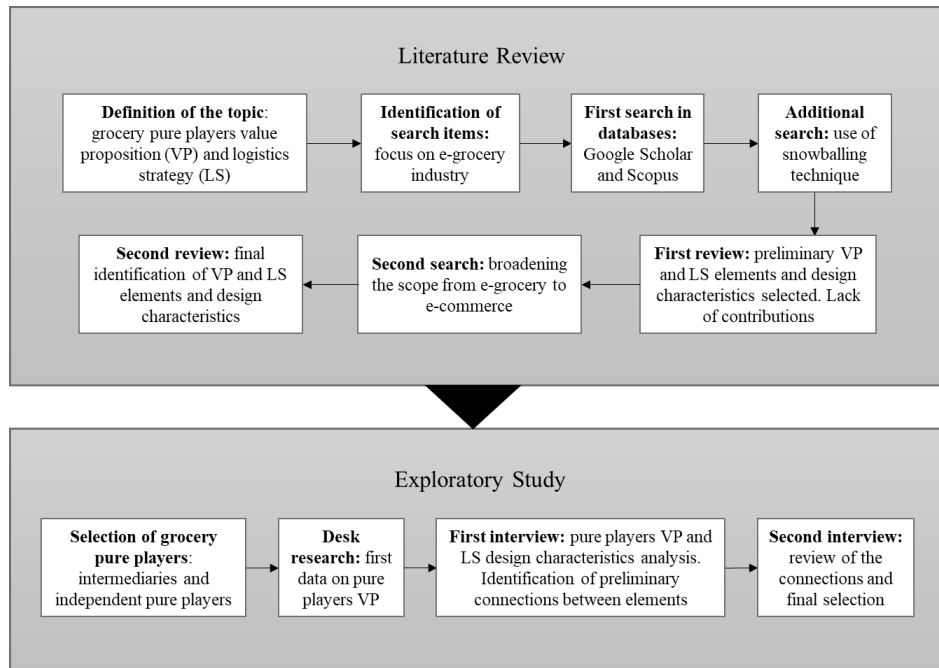 Literature Review
Definition of the topic:
grocery pure players value
proposition (VP) and logistics
strategy (LS)
Identification of
search items:
focus on e-grocery
industry
First search in
databases:
Google Scholar
and Scopus
Additional
search: use of
snowballing
technique
First review: preliminary VP
and LS elements and design
characteristics selected. Lack
of contributions
Second search: broadening
the scope from e-grocery to
e-commerce
Second review: final
identification of VP and LS
elements and design
characteristics
Exploratory Study
Selection of grocery
pure players:
intermediaries and
independent pure players
Desk
research: first
data on pure
players VP
First interview: pure players VP and
LS design characteristics analysis.
Identification of preliminary
connections between elements
Second interview:
review of the
connections and
final selection